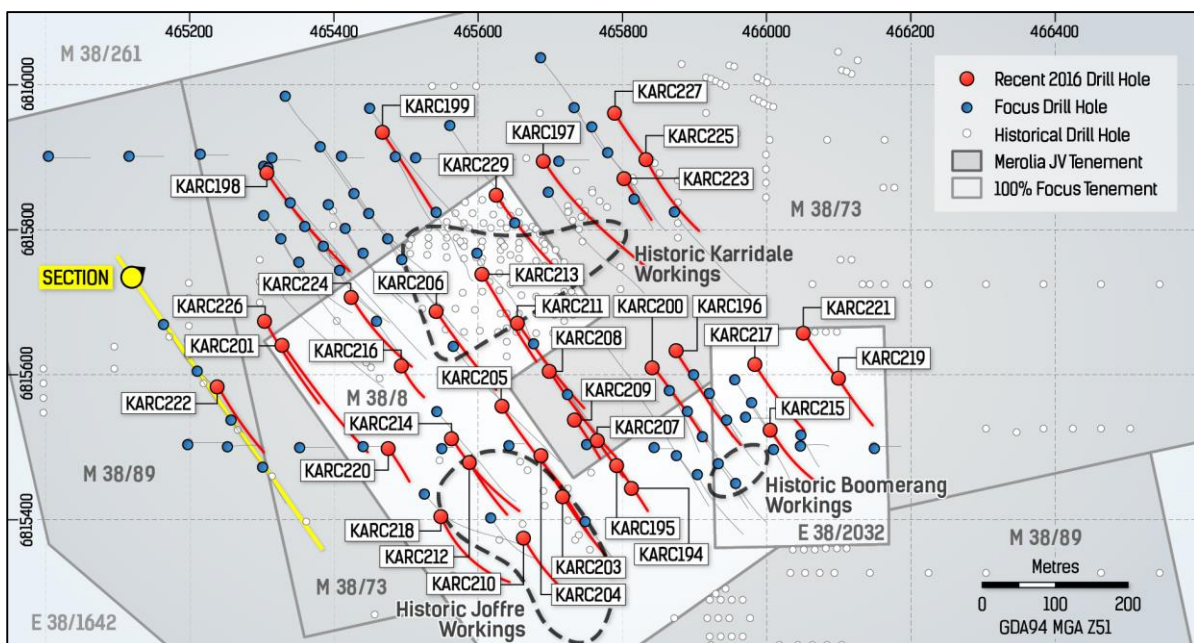 465200
465400
465600
465800
466000
466200
466400
6816000
6815800
6815600
6815400
M 38/261
KARC199
KARC197
KARC227
KARC225
KARC229
KARC223
KARC198
M 38/73
Recent 2016 Drill Hole
Focus Drill Hole
Historical Drill Hole
Merolia JV Tenement
100% Focus Tenement
Historic Karridale
Workings
SECTION
KARC224
KARC206
KARC213
KARC226
KARC211
KARC200
KARC196
KARC221
KARC201
KARC208
KARC217
KARC216
KARC219
KARC222
KARC205
KARC209
M 38/8
KARC215
KARC214
KARC207
M 38/89
KARC220
Historic Boomerang
Workings
KARC195
KARC218
E 38/2032
KARC194
M 38/89
KARC212
KARC203
KARC210
KARC204
M 38/73
Historic Joffre
Workings
E 38/1642
Metres
0 100 200
GDA94 MGA Z51